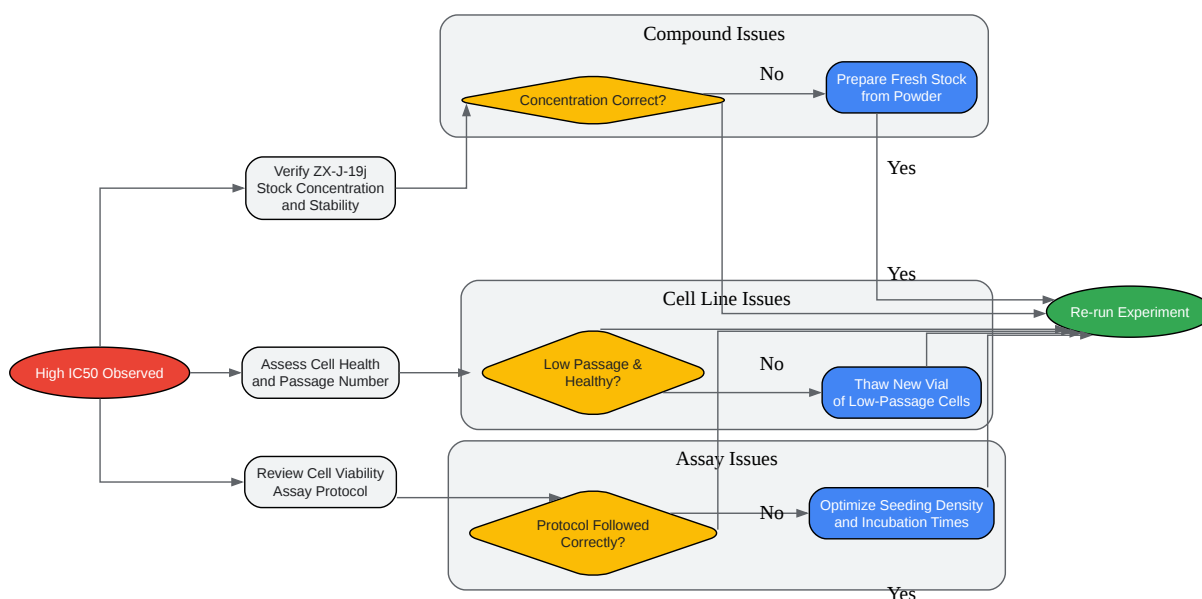 Compound Issues
Concentration Correct?
No
Prepare Fresh Stock
from Powder
Verify ZX-J-19j
Stock Concentration
and Stability
Yes
Yes
Cell Line Issues
Re-run Experiment
High IC50 Observed
Assess Cell Health
and Passage Number
Low Passage &
Healthy?
No
Thaw New Vial
of Low-Passage Cells
Assay Issues
Review Cell Viability
Assay Protocol
Protocol Followed
Correctly?
No
Optimize Seeding Density
and Incubation Times
Yes